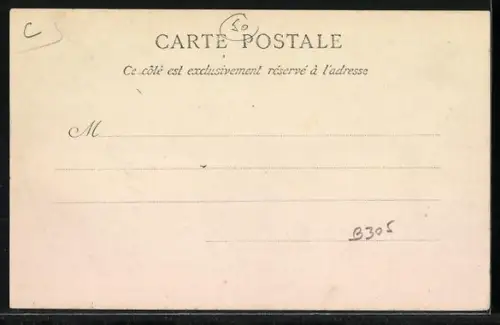 C
50
CARTE POSTALE
Ce côté est exclusivement réservé à l'adresse
M
B305